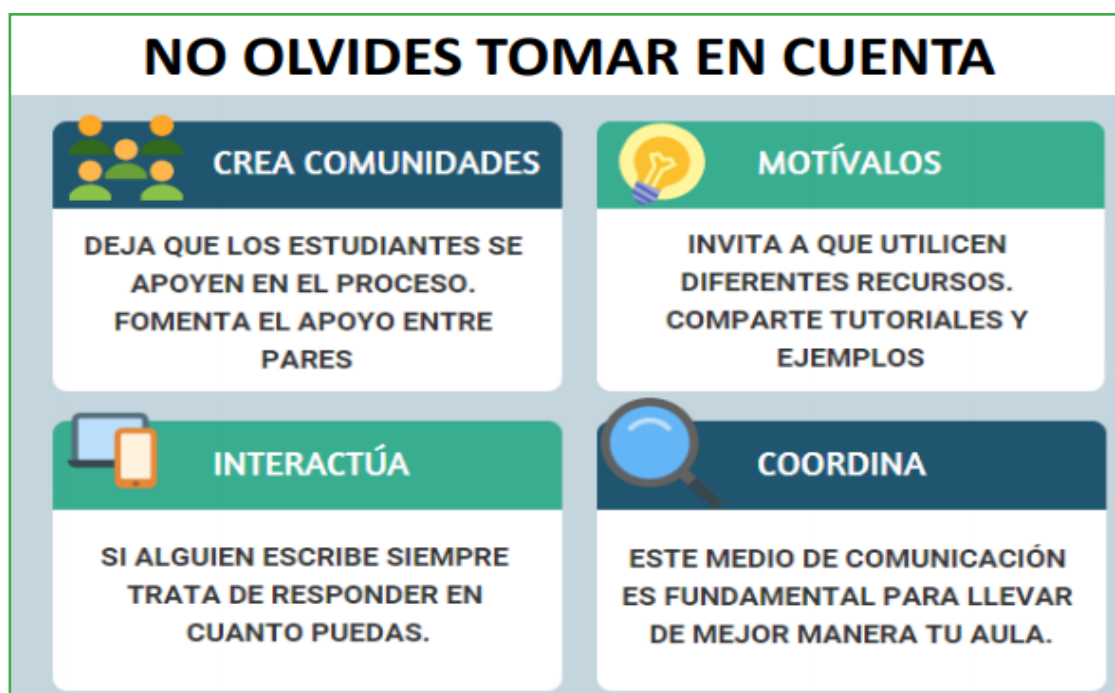 NO OLVIDES TOMAR EN CUENTA
CREA COMUNIDADES
DEJA QUE LOS ESTUDIANTES SE
APOYEN EN EL PROCESO.
FOMENTA EL APOYO ENTRE
PARES
MOTÍVALOS
INVITA A QUE UTILICEN
DIFERENTES RECURSOS.
COMPARTE TUTORIALES Y
EJEMPLOS
INTERACTÚA
SI ALGUIEN ESCRIBE SIEMPRE
TRATA DE RESPONDER EN
CUANTO PUEDAS.
COORDINA
ESTE MEDIO DE COMUNICACIÓN
ES FUNDAMENTAL PARA LLEVAR
DE MEJOR MANERA TU AULA.